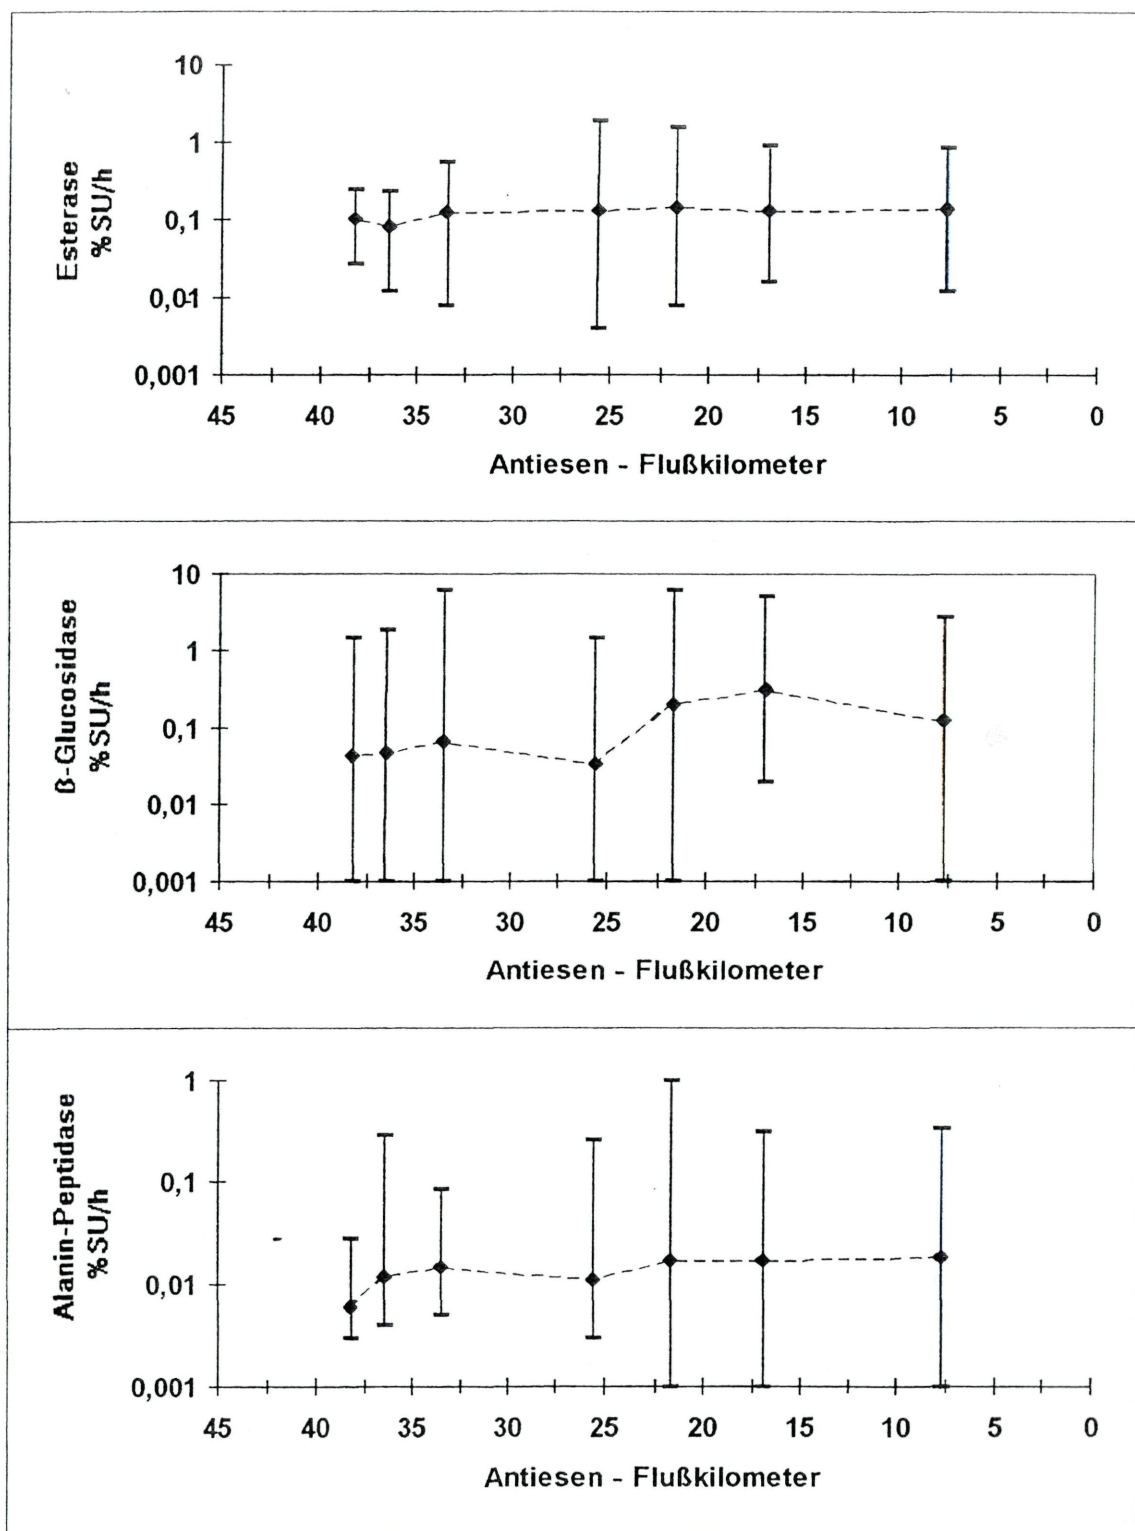 Esterase
%SU/h
10
1
0,1
0,01
0,001
45 40 35 30 25 20 15 10 5 0
Antiesen - Flußkilometer
ß-Glucosidase
%SU/h
10
1
0,1
0,01
0,001
45 40 35 30 25 20 15 10 5 0
Antiesen - Flußkilometer
Alanin-Peptidase
%SU/h
1
0,1
0,01
0,001
45 40 35 30 25 20 15 10 5 0
Antiesen - Flußkilometer